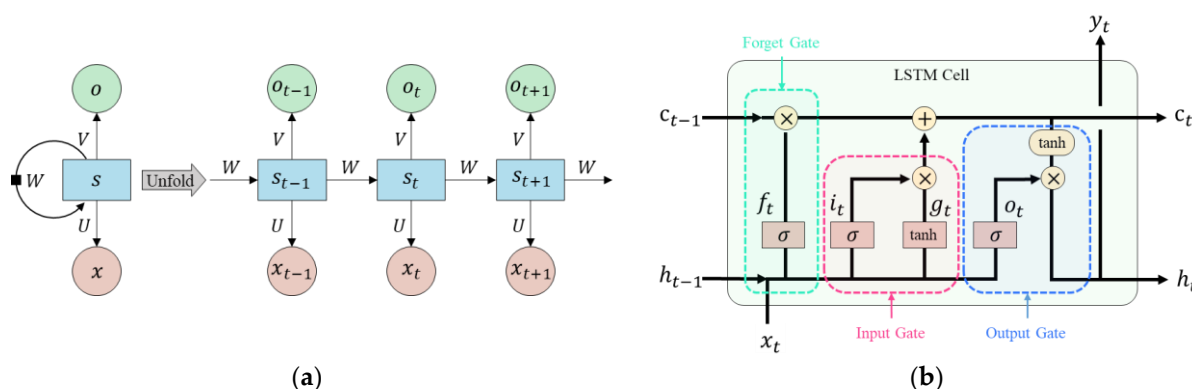 o
V
W
s
U
x
Unfold
o_{t−1} o_t o_{t+1}
V V V
W W W W
s_{t−1} s_t s_{t+1}
U U U
x_{t−1} x_t x_{t+1}
(a)
y_t
Forget Gate
LSTM Cell
c_{t−1} × + c_t
tanh
× ×
f_t i_t g_t o_t
σ σ tanh σ
h_{t−1} h_t
x_t
Input Gate Output Gate
(b)